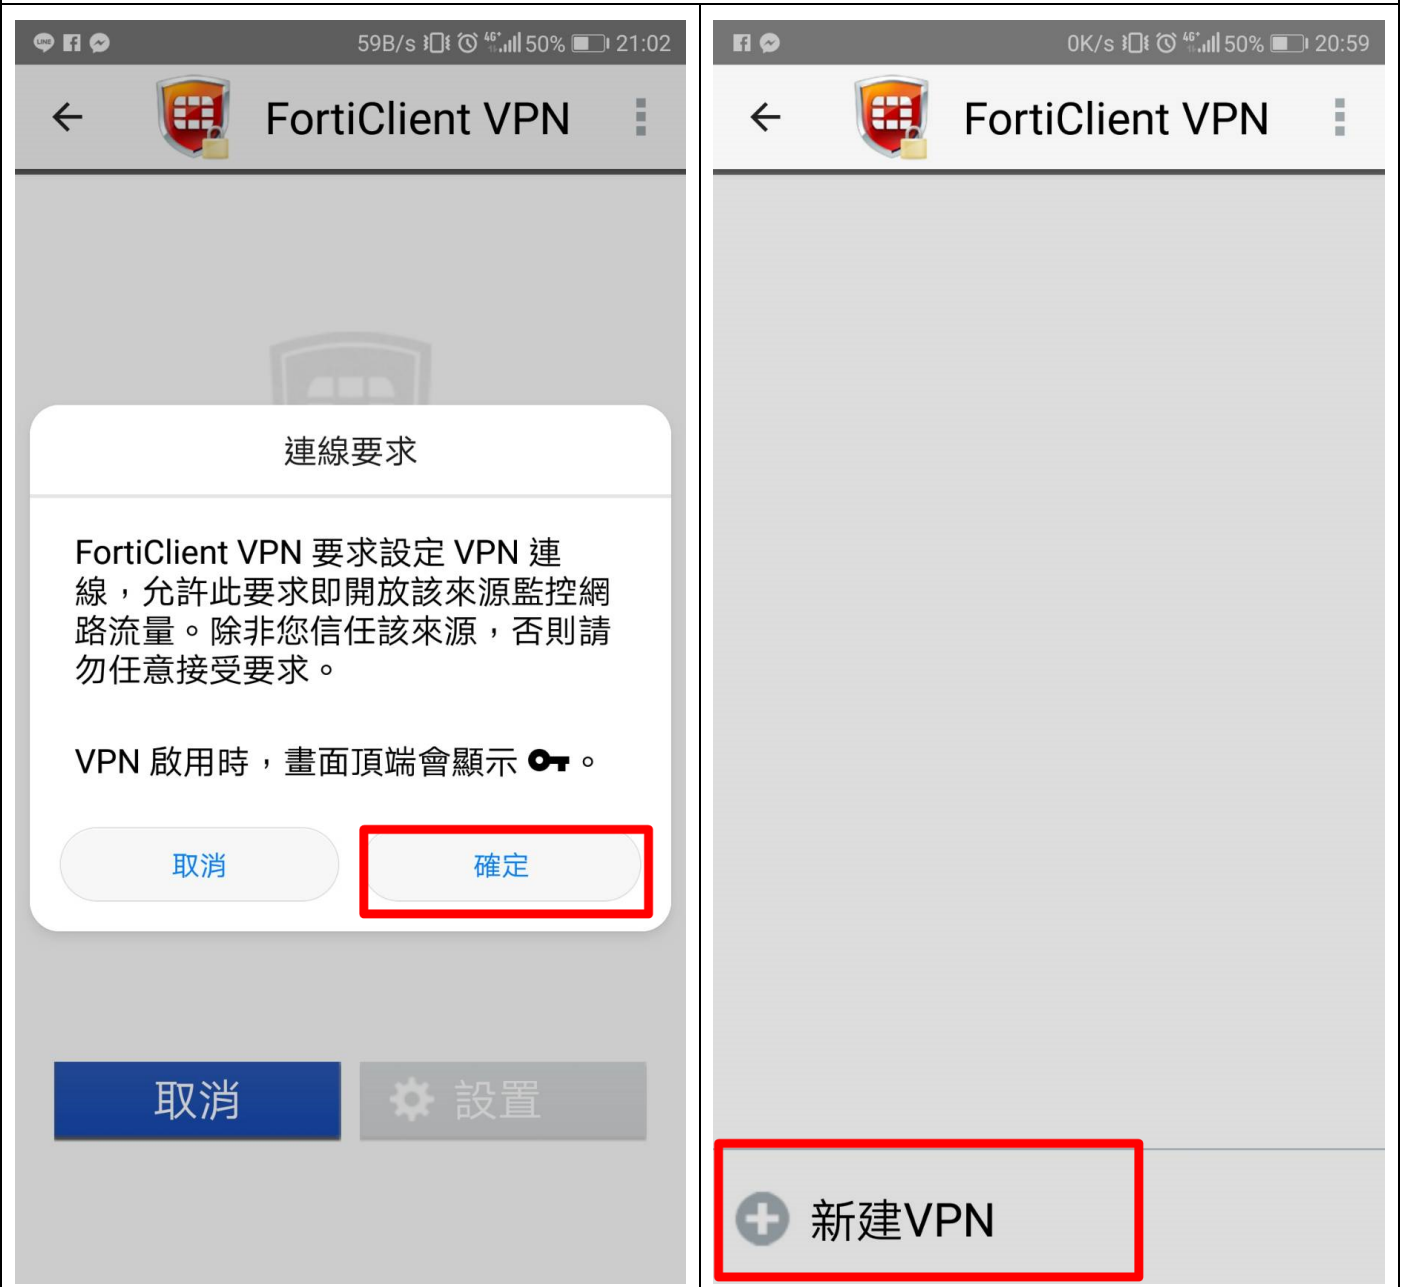 59B/s 50% 21:02
FortiClient VPN
連線要求
FortiClient VPN 要求設定 VPN 連
線，允許此要求即開放該來源監控網
路流量。除非您信任該來源，否則請
勿任意接受要求。
VPN 啟用時，畫面頂端會顯示 。
取消
確定
取消
設置
0K/s 50% 20:59
FortiClient VPN
新建VPN